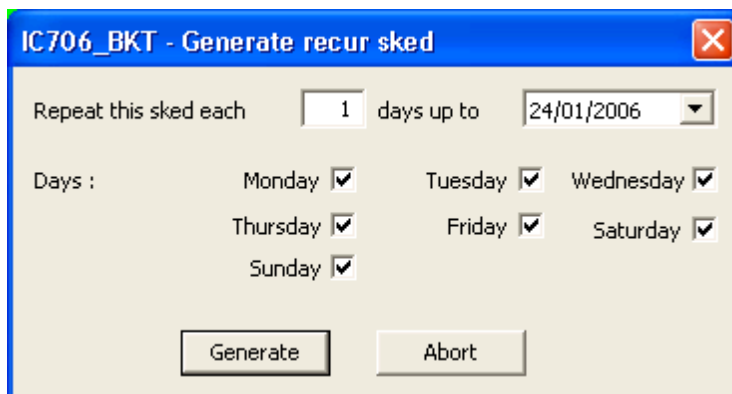 IC706_BKT - Generate recur sked
Repeat this sked each 1 days up to 24/01/2006
Days : Monday Tuesday Wednesday
Thursday Friday Saturday
Sunday
Generate Abort